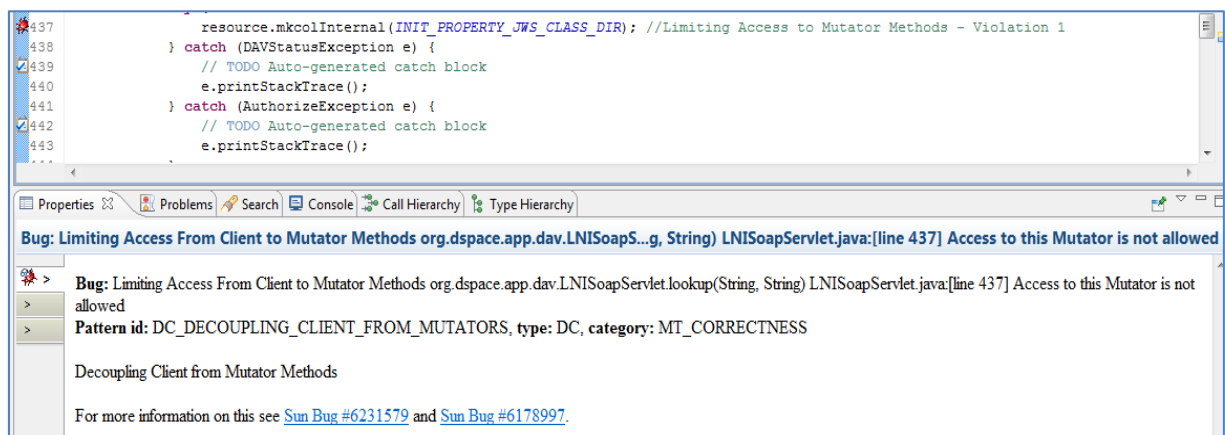 437 resource.mkcolInternal(INIT_PROPERTY_JWS_CLASS_DIR); //Limiting Access to Mutator Methods - Violation 1
438 } catch (DAVStatusException e) {
439 // TODO Auto-generated catch block
440 e.printStackTrace();
441 } catch (AuthorizeException e) {
442 // TODO Auto-generated catch block
443 e.printStackTrace();
Properties Problems Search Console Call Hierarchy Type Hierarchy
Bug: Limiting Access From Client to Mutator Methods org.dspace.app.dav.LNISoapS...g, String) LNISoapServlet.java:[line 437] Access to this Mutator is not allowed
Bug: Limiting Access From Client to Mutator Methods org.dspace.app.dav.LNISoapServlet.lookup(String, String) LNISoapServlet.java:[line 437] Access to this Mutator is not
allowed
Pattern id: DC_DECOUPLING_CLIENT_FROM_MUTATORS, type: DC, category: MT_CORRECTNESS
Decoupling Client from Mutator Methods
For more information on this see Sun Bug #6231579 and Sun Bug #6178997.